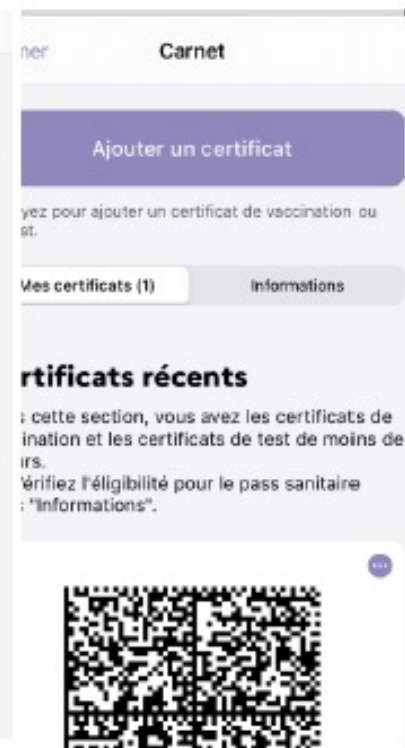 mer Carnet
Ajouter un certificat
yez pour ajouter un certificat de vaccination ou
st.
Mes certificats (1) Informations
rtificats récents
s cette section, vous avez les certificats de
ination et les certificats de test de moins de
urs.
Vérifiez l'éligibilité pour le pass sanitaire
s "Informations".